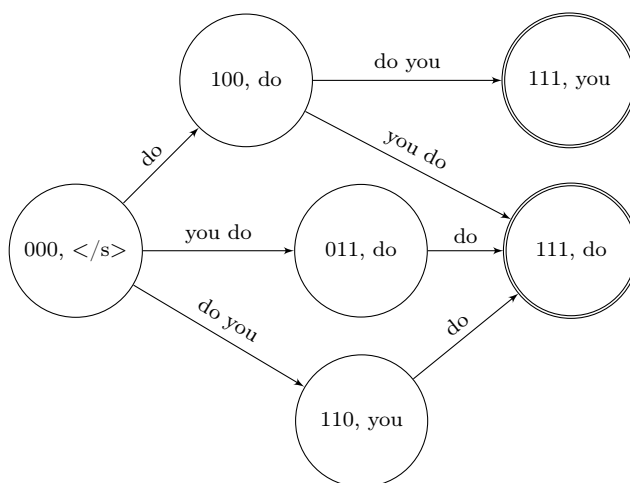 do you
100, do
111, you
do
you do
000, </s>
you do
011, do
do
111, do
do you
do
110, you